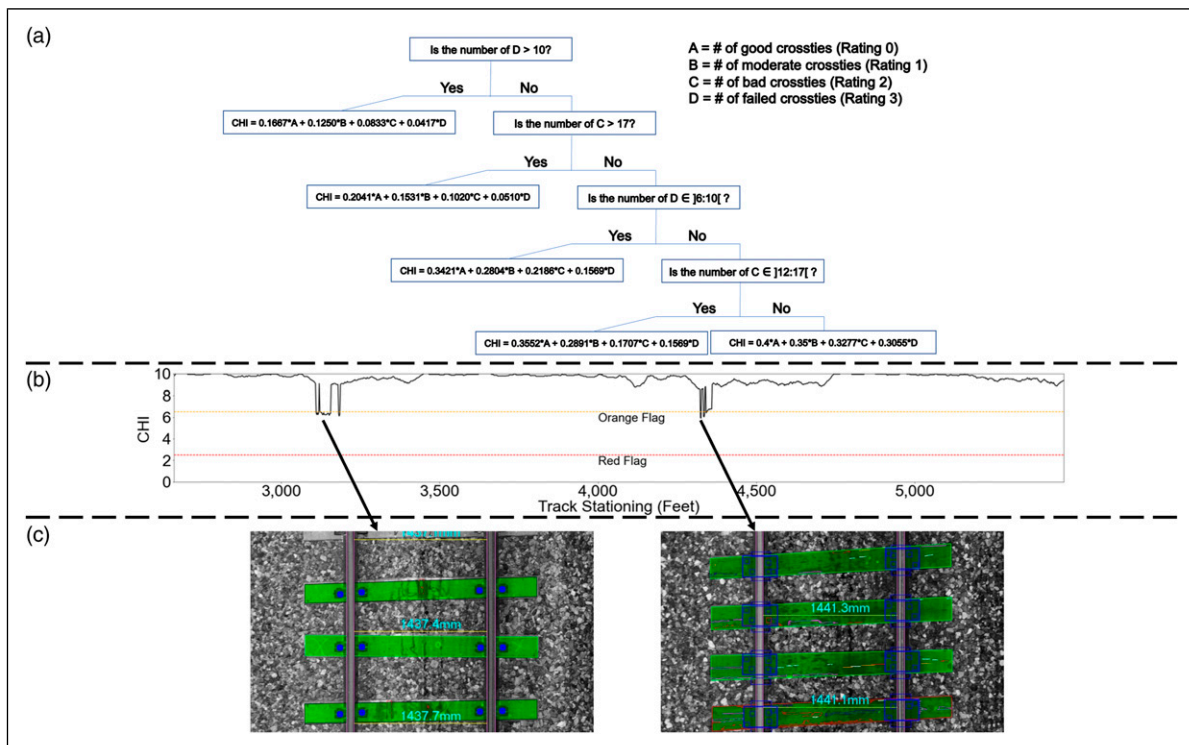 (a)
Is the number of D > 10?
A = # of good crossties (Rating 0)
B = # of moderate crossties (Rating 1)
C = # of bad crossties (Rating 2)
D = # of failed crossties (Rating 3)
Yes No
CHI = 0.1667*A + 0.1250*B + 0.0833*C + 0.0417*D
Is the number of C > 17?
Yes No
CHI = 0.2041*A + 0.1531*B + 0.1020*C + 0.0510*D
Is the number of D ∈ ]6:10[ ?
Yes No
CHI = 0.3421*A + 0.2804*B + 0.2186*C + 0.1569*D
Is the number of C ∈ ]12:17[ ?
Yes No
CHI = 0.3552*A + 0.2891*B + 0.1707*C + 0.1569*D
CHI = 0.4*A + 0.35*B + 0.3277*C + 0.3055*D
(b)
CHI
10
8
6
4
2
0
Orange Flag
Red Flag
3,000 3,500 4,000 4,500 5,000
Track Stationing (Feet)
(c)
1437.4mm
1437.7mm
1441.3mm
1441.1mm